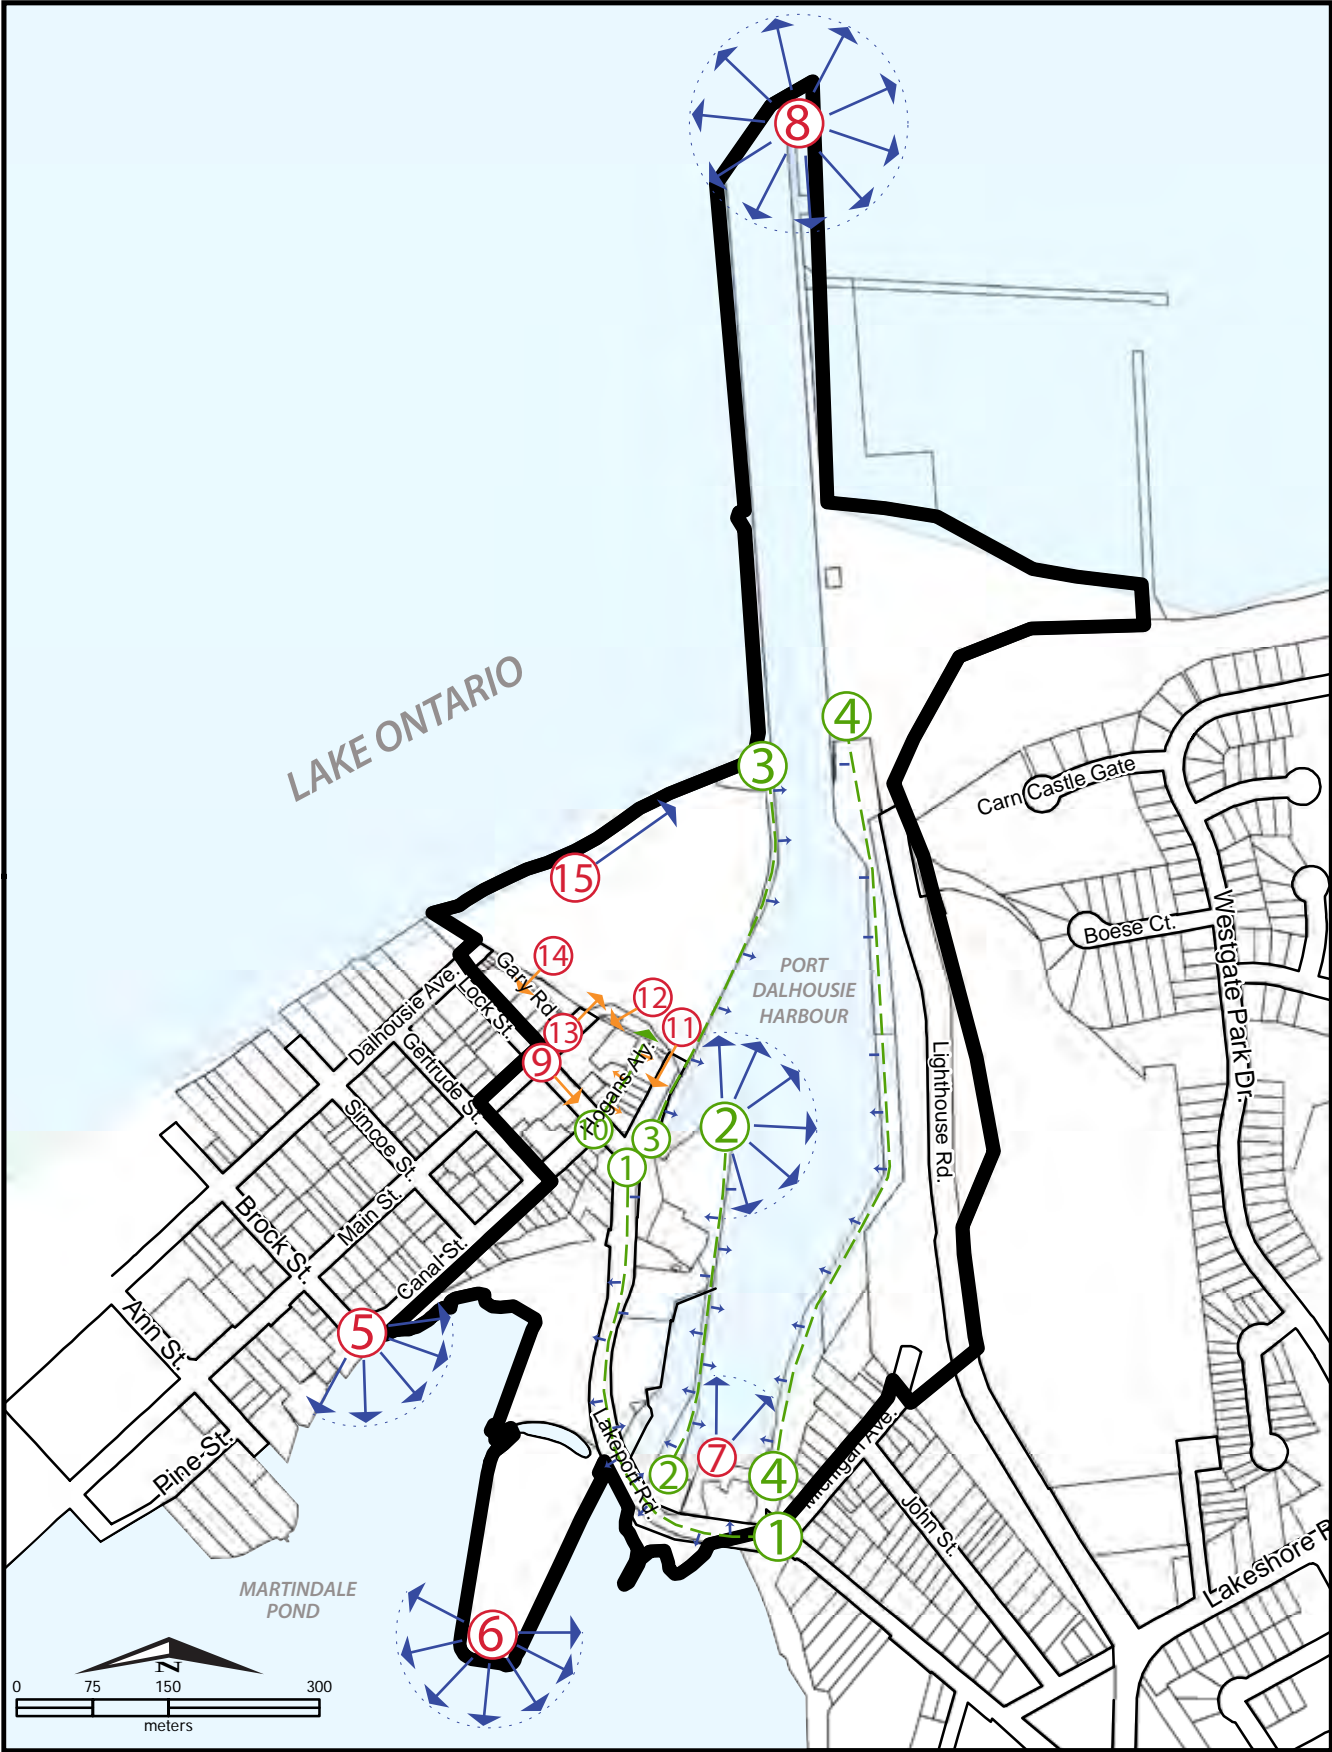 8
4
3
LAKE ONTARIO
Carn Castle Gate
15
Westgate Park Dr.
Boese Ct.
14
Gary Rd
PORT
DALHOUSIE
HARBOUR
Dalhousie Ave.
Lock St.
12
13
11
9
Gertrude St.
Hogans Aly.
Lighthouse Rd.
Simcoe St.
10
3
2
1
Main St.
Brock St.
Canal St.
Ann St.
5
Lakeport Rd.
Michigan Ave.
Pine St.
7
2
4
John St.
1
Lakeshore R
MARTINDALE
POND
6
N
0 75 150 300
meters